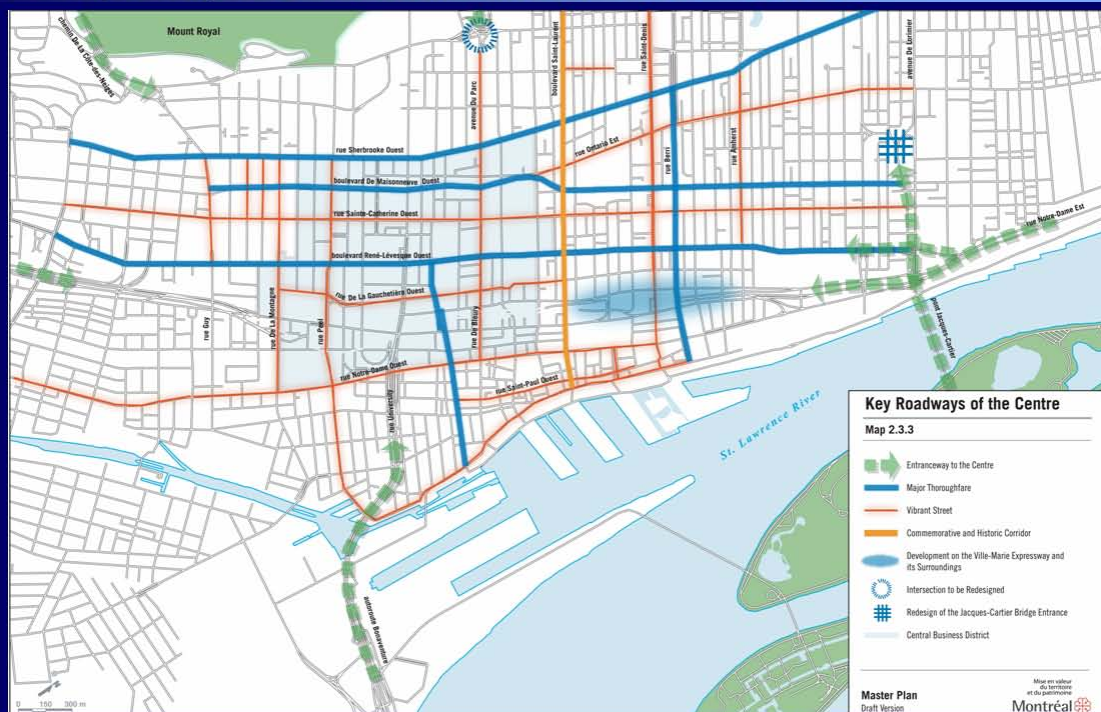 Mount Royal
chemin De La Côte-des-Neiges
avenue Du Parc
boulevard Saint-Laurent
rue Saint-Denis
avenue De Lorimier
rue Sherbrooke Ouest
rue Ontario Est
rue Berri
rue Amherst
boulevard De Maisonneuve Ouest
rue Sainte-Catherine Ouest
rue Notre-Dame Est
boulevard René-Lévesque Ouest
rue De La Gauchetière Ouest
rue Guy
rue De La Montagne
rue Peel
rue De Bleury
pont Jacques-Cartier
rue Notre-Dame Ouest
rue Saint-Paul Ouest
rue University
St. Lawrence River
autoroute Bonaventure
Key Roadways of the Centre
Map 2.3.3
Entranceway to the Centre
Major Thoroughfare
Vibrant Street
Commemorative and Historic Corridor
Development on the Ville-Marie Expressway and
its Surroundings
Intersection to be Redesigned
Redesign of the Jacques-Cartier Bridge Entrance
Central Business District
Master Plan
Draft Version
Mise en valeur
du territoire
et du patrimoine
Montréal
0 150 300 m